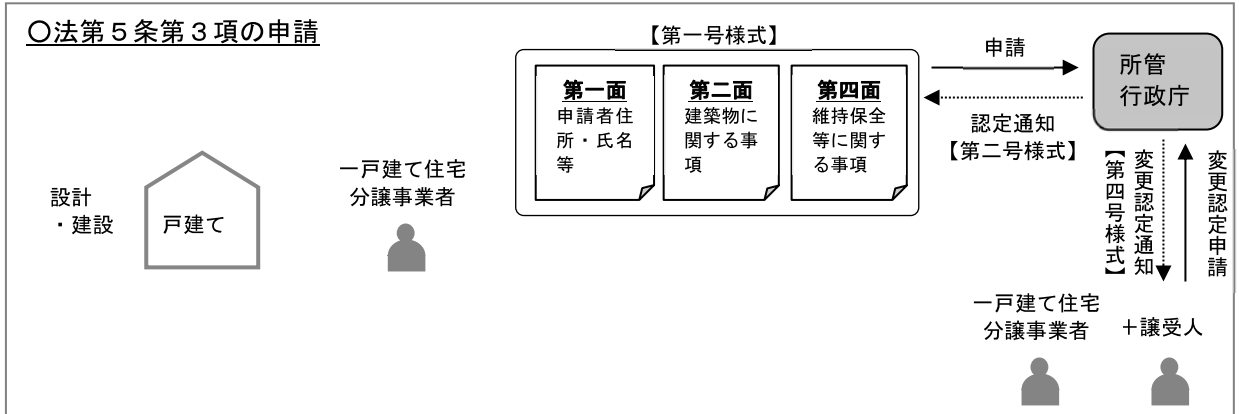 〇法第５条第３項の申請
【第一号様式】
第一面
申請者住
所・氏名
等
第二面
建築物に
関する事
項
第四面
維持保全
等に関す
る事項
申請
認定通知
【第二号様式】
所管
行政庁
設計
・建設
戸建て
一戸建て住宅
分譲事業者
変更認定申請
変更認定通知
【第四号様式】
一戸建て住宅
分譲事業者
＋譲受人